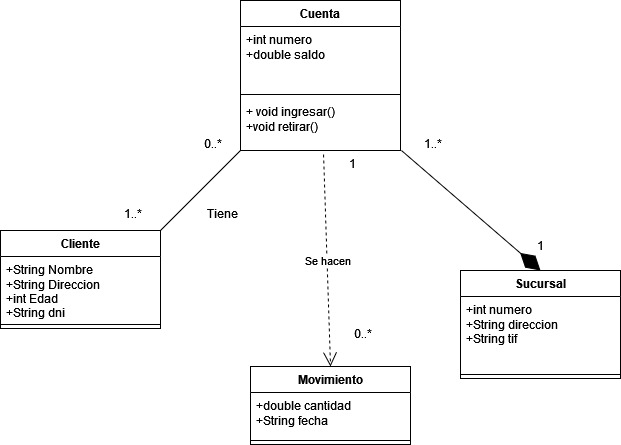 Cuenta
+int numero
+double saldo
+ void ingresar()
+void retirar()
0..*
1
1..*
1..*
Tiene
Cliente
+String Nombre
+String Direccion
+int Edad
+String dni
Se hacen
1
Sucursal
+int numero
+String direccion
+String tif
0..*
Movimiento
+double cantidad
+String fecha